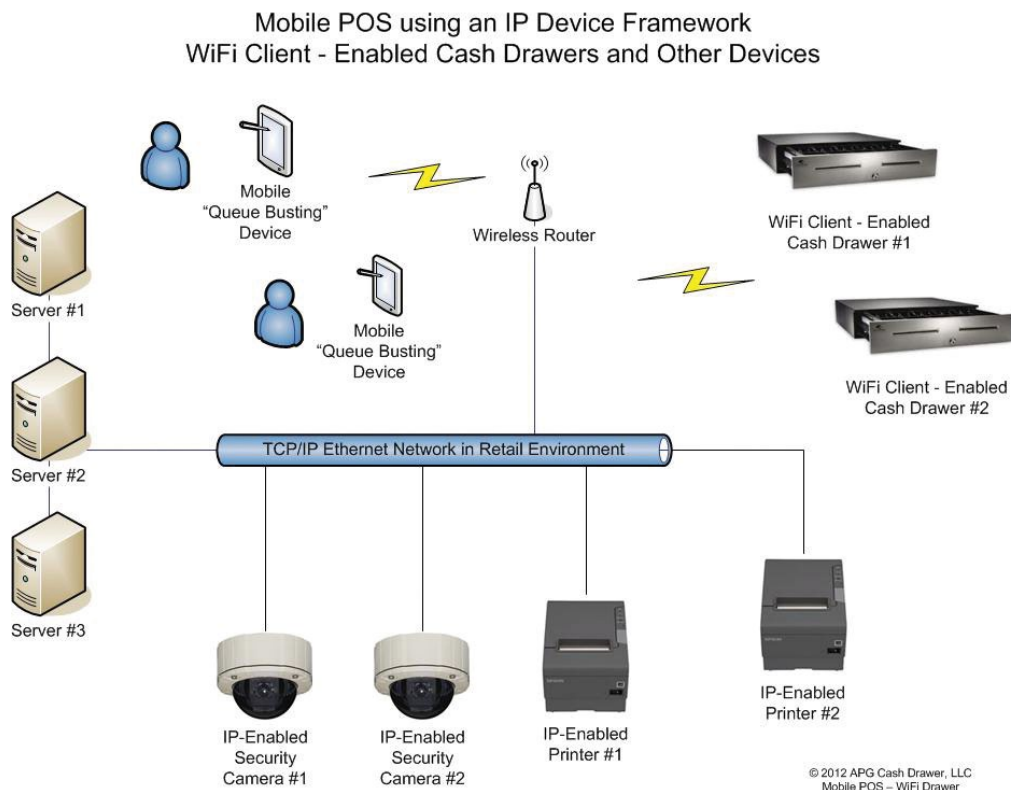 Mobile POS using an IP Device Framework
WiFi Client - Enabled Cash Drawers and Other Devices
Mobile
“Queue Busting”
Device
Wireless Router
WiFi Client - Enabled
Cash Drawer #1
Server #1
Mobile
“Queue Busting”
Device
WiFi Client - Enabled
Cash Drawer #2
TCP/IP Ethernet Network in Retail Environment
Server #2
Server #3
IP-Enabled
Security
Camera #1
IP-Enabled
Security
Camera #2
IP-Enabled
Printer #1
IP-Enabled
Printer #2
© 2012 APG Cash Drawer, LLC
Mobile POS – WiFi Drawer